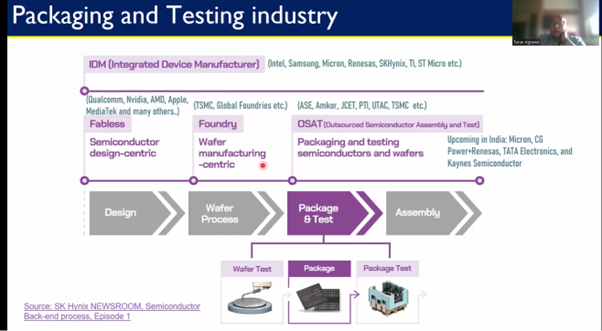 Packaging and Testing industry
IDM (Integrated Device Manufacturer) (Intel, Samsung, Micron, Renesas, SKHynix, TI, ST Micro etc.)
(Qualcomm, Nvidia, AMD, Apple,
MediaTek and many others..)
(TSMC, Global Foundries etc.)
(ASE, Amkor, JCET, PTI, UTAC, TSMC etc.)
Fabless
Foundry
OSAT(Outsourced Semiconductor Assembly and Test)
Semiconductor
design-centric
Wafer
manufacturing
-centric
Packaging and testing
semiconductors and wafers
Upcoming in India: Micron, CG
Power+Renesas, TATA Electronics, and
Kaynes Semiconductor
Design
Wafer
Process
Package
& Test
Assembly
Wafer Test
Package
Package Test
Source: SK Hynix NEWSROOM, Semiconductor
Back-end process, Episode 1